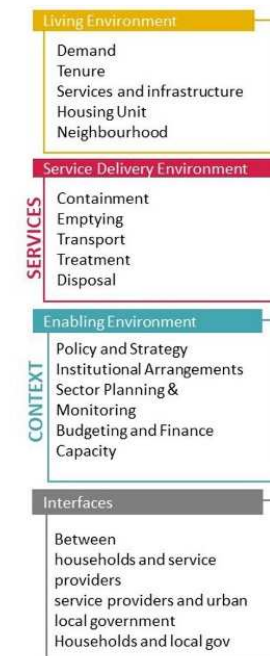 Living Environment
Demand
Tenure
Services and infrastructure
Housing Unit
Neighbourhood
Service Delivery Environment
SERVICES
Containment
Emptying
Transport
Treatment
Disposal
Enabling Environment
CONTEXT
Policy and Strategy
Institutional Arrangements
Sector Planning &
Monitoring
Budgeting and Finance
Capacity
Interfaces
Between
households and service
providers
service providers and urban
local government
Households and local gov